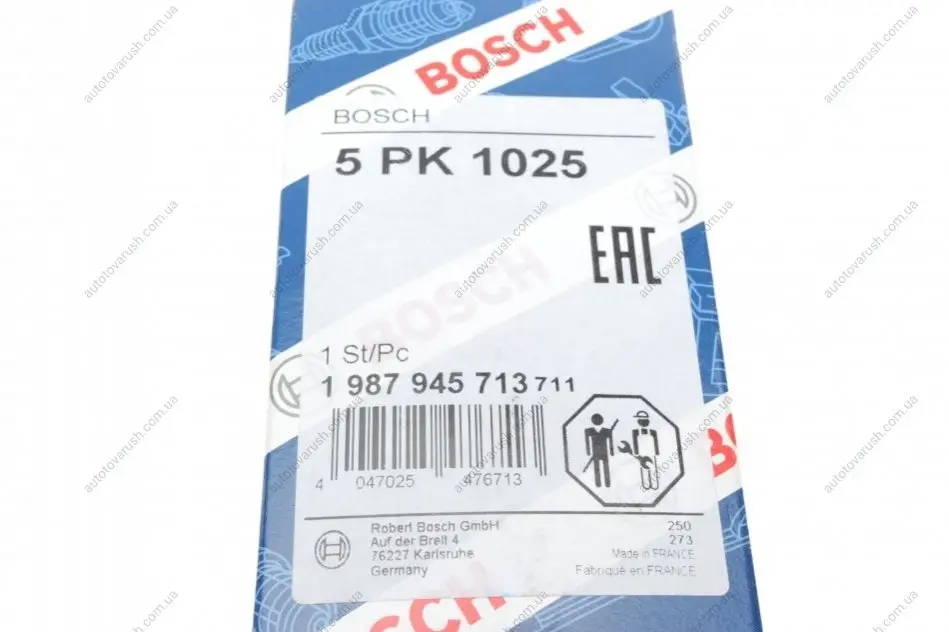 BOSCH
BOSCH
5 PK 1025
EAC
BOSCH
1 St/Pc
1 987 945 713 711
4 047025 476713
Robert Bosch GmbH
Auf der Breit 4
76227 Karlsruhe
Germany
250
273
Made in FRANCE
Fabriqué en FRANCE
autotovarush.com.ua